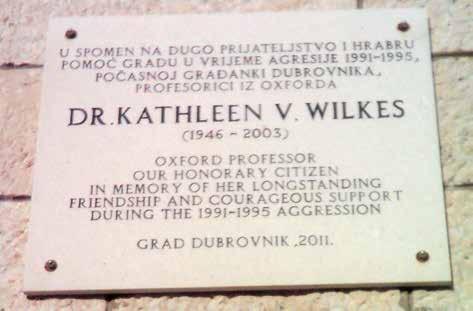 U SPOMEN NA DUGO PRIJATELJSTVO I HRABRU
POMOĆ GRADU U VRIJEME AGRESIJE 1991-1995,
POČASNOJ GRAĐANKI DUBROVNIKA,
PROFESORICI IZ OXFORDA
DR. KATHLEEN V. WILKES
(1946 - 2003)
OXFORD PROFESSOR
OUR HONORARY CITIZEN
IN MEMORY OF HER LONGSTANDING
FRIENDSHIP AND COURAGEOUS SUPPORT
DURING THE 1991-1995 AGGRESSION
GRAD DUBROVNIK ,2011.